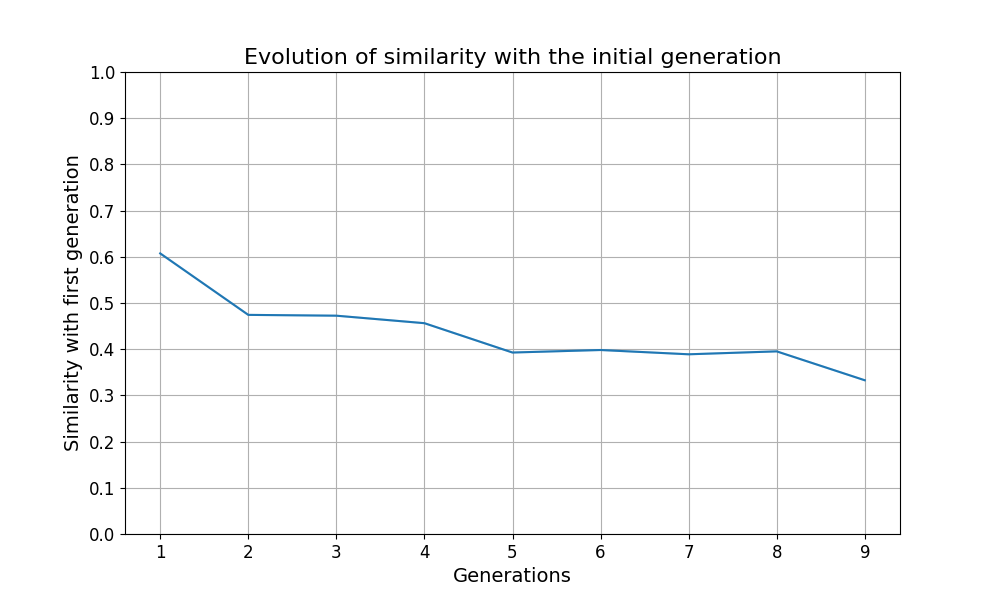 Evolution of similarity with the initial generation
Similarity with first generation
1.0
0.9
0.8
0.7
0.6
0.5
0.4
0.3
0.2
0.1
0.0
1 2 3 4 5 6 7 8 9
Generations